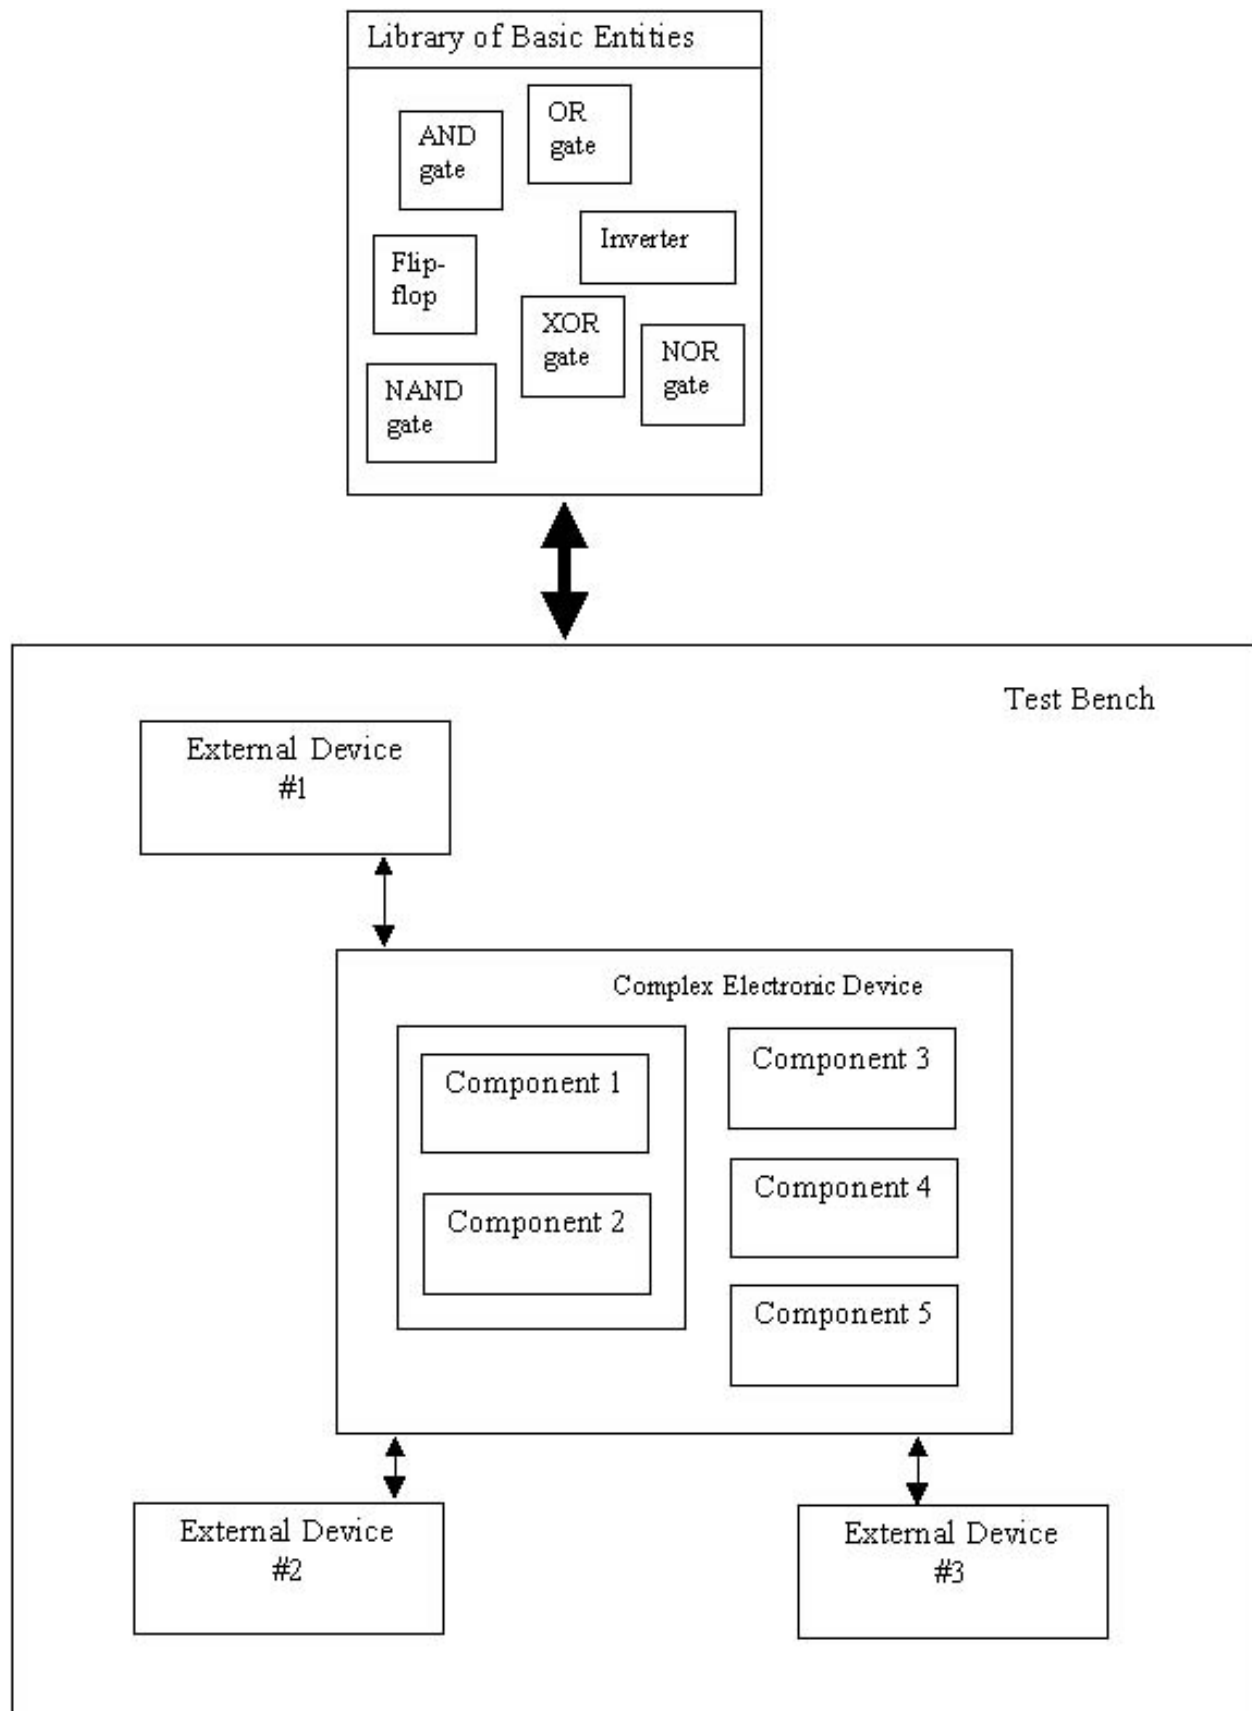 Library of Basic Entities
OR
gate
AND
gate
Inverter
Flip-
flop
XOR
gate
NOR
gate
NAND
gate
Test Bench
External Device
#1
Complex Electronic Device
Component 1
Component 3
Component 2
Component 4
Component 5
External Device
#2
External Device
#3